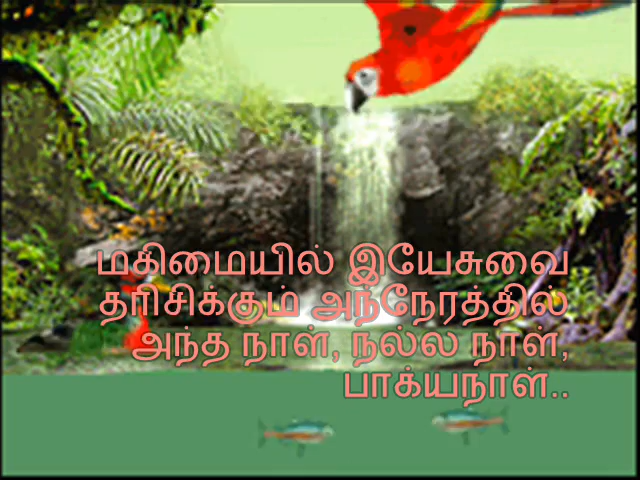 மகிமையில் இயேசுவை
தரிசிக்கும் அந்நேரத்தில்
அந்த நாள், நல்ல நாள்,
பாக்யநாள்..